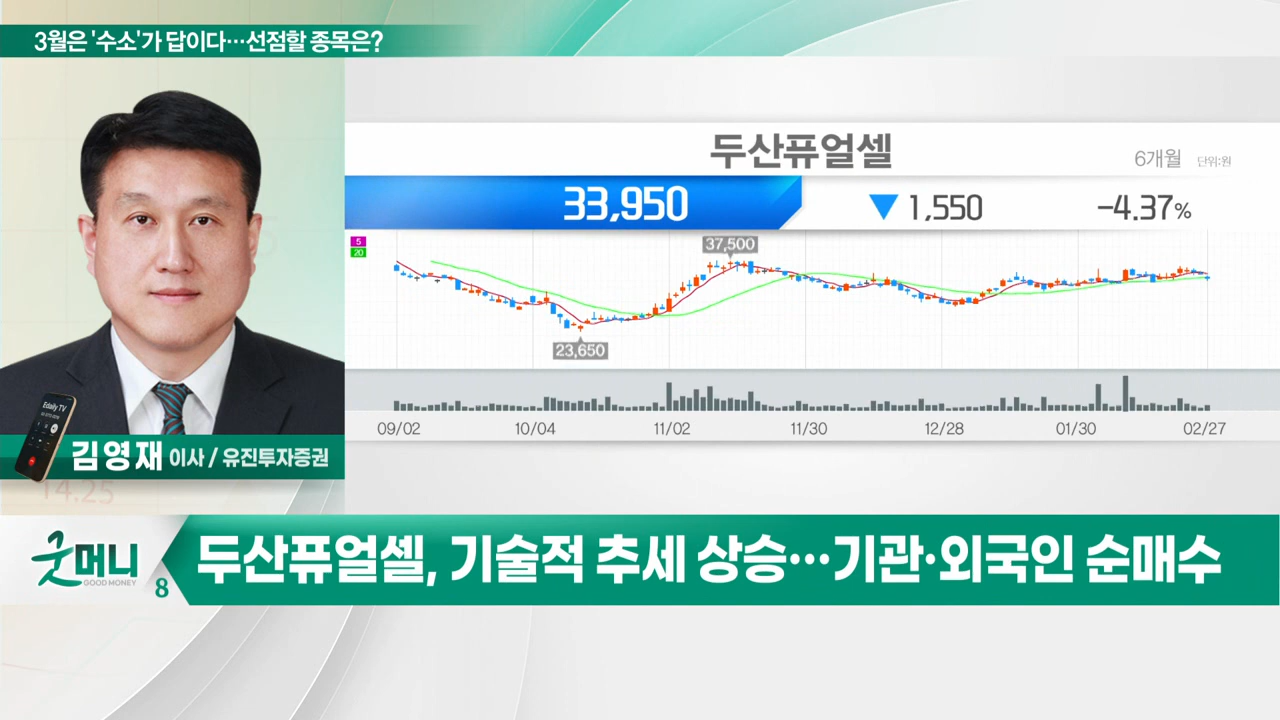 3월은 '수소'가 답이다…선점할 종목은?
두산퓨얼셀
6개월 단위:원
33,950 ▼1,550 -4.37%
5
20
37,500
23,650
09/02 10/04 11/02 11/30 12/28 01/30 02/27
Edaily TV
김영재 이사 / 유진투자증권
14.25
굿머니
GOOD MONEY
8
두산퓨얼셀, 기술적 추세 상승…기관·외국인 순매수